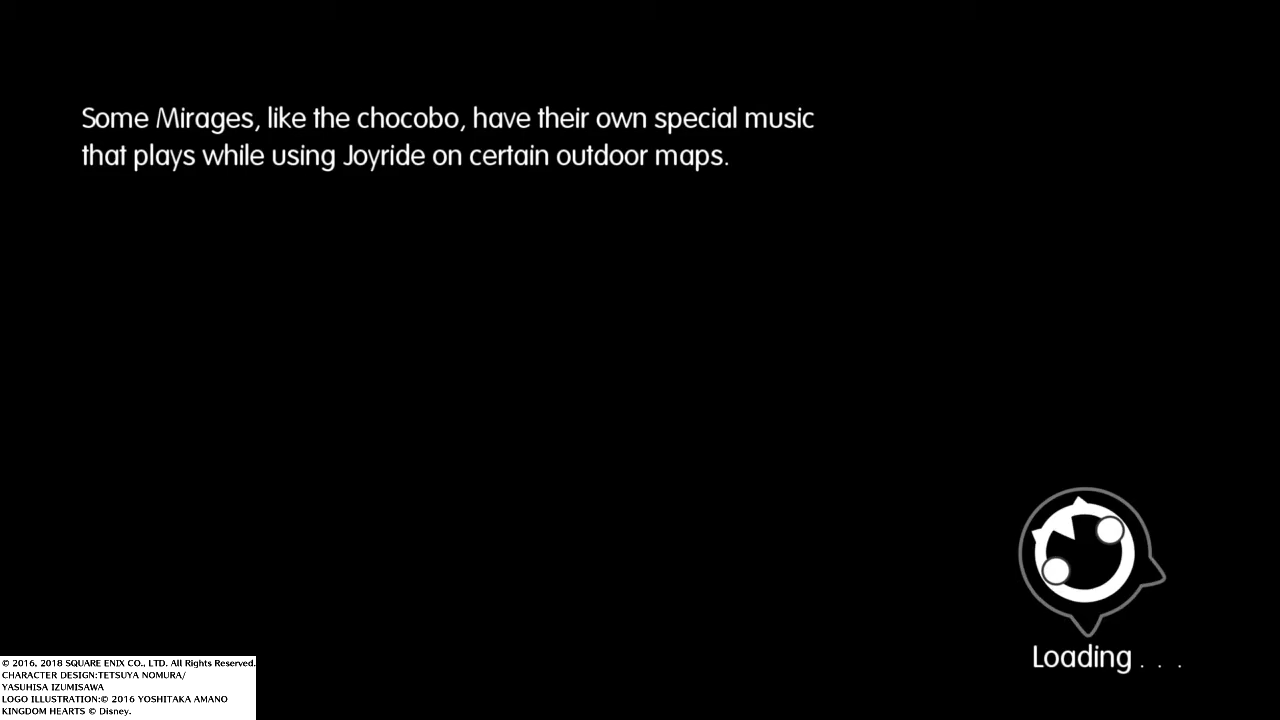 Some Mirages, like the chocobo, have their own special music
that plays while using Joyride on certain outdoor maps.
Loading . . .
© 2016, 2018 SQUARE ENIX CO., LTD. All Rights Reserved.
CHARACTER DESIGN:TETSUYA NOMURA/
YASUHISA IZUMISAWA
LOGO ILLUSTRATION:© 2016 YOSHITAKA AMANO
KINGDOM HEARTS © Disney.